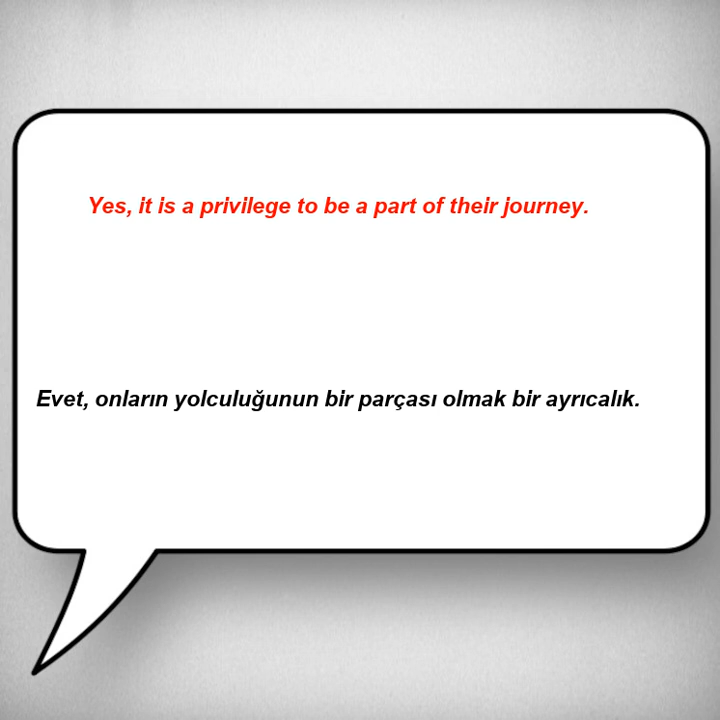 Yes, it is a privilege to be a part of their journey.
Evet, onların yolculuğunun bir parçası olmak bir ayrıcalık.